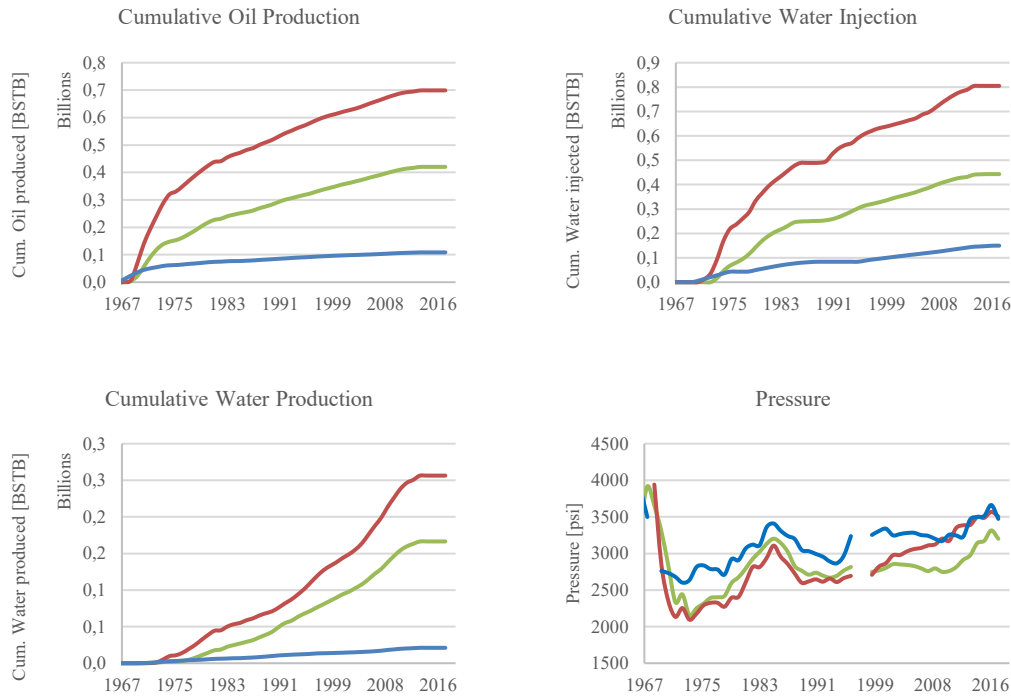 Cumulative Oil Production
Cum. Oil produced [BSTB]
Billions
0,8
0,7
0,6
0,5
0,4
0,3
0,2
0,1
0,0
1967 1975 1983 1991 1999 2008 2016
Cumulative Water Injection
Cum. Water injected [BSTB]
Billions
0,9
0,8
0,7
0,6
0,5
0,4
0,3
0,2
0,1
0,0
1967 1975 1983 1991 1999 2008 2016
Cumulative Water Production
Cum. Water produced [BSTB]
Billions
0,3
0,3
0,2
0,2
0,1
0,1
0,0
1967 1975 1983 1991 1999 2008 2016
Pressure
Pressure [psi]
4500
4000
3500
3000
2500
2000
1500
1967 1975 1983 1991 1999 2008 2016